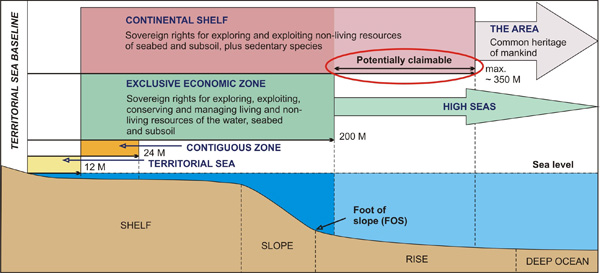 TERRITORIAL SEA BASELINE
CONTINENTAL SHELF
Sovereign rights for exploring and exploiting non-living resources
of seabed and subsoil, plus sedentary species
THE AREA
Common heritage
of mankind
Potentially claimable
max.
~ 350 M
EXCLUSIVE ECONOMIC ZONE
Sovereign rights for exploring, exploiting,
conserving and managing living and non-
living resources of the water, seabed
and subsoil
HIGH SEAS
200 M
CONTIGUOUS ZONE
24 M
TERRITORIAL SEA
12 M
Sea level
Foot of
slope (FOS)
SHELF
SLOPE
RISE
DEEP OCEAN